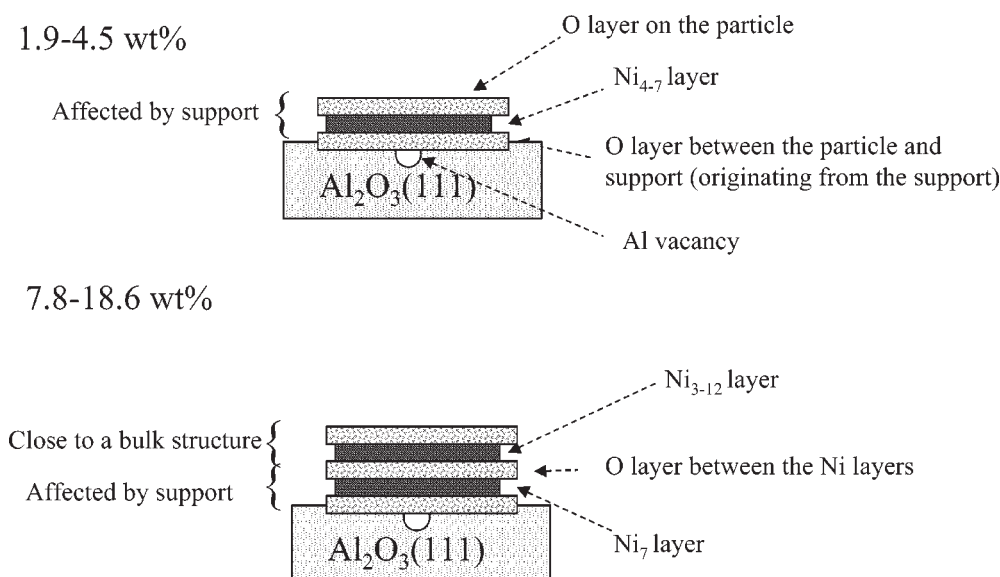 1.9-4.5 wt%
O layer on the particle
Ni₄₋₇ layer
Affected by support
O layer between the particle and
support (originating from the support)
Al₂O₃(111)
Al vacancy
7.8-18.6 wt%
Ni₃₋₁₂ layer
Close to a bulk structure
O layer between the Ni layers
Affected by support
Ni₇ layer
Al₂O₃(111)